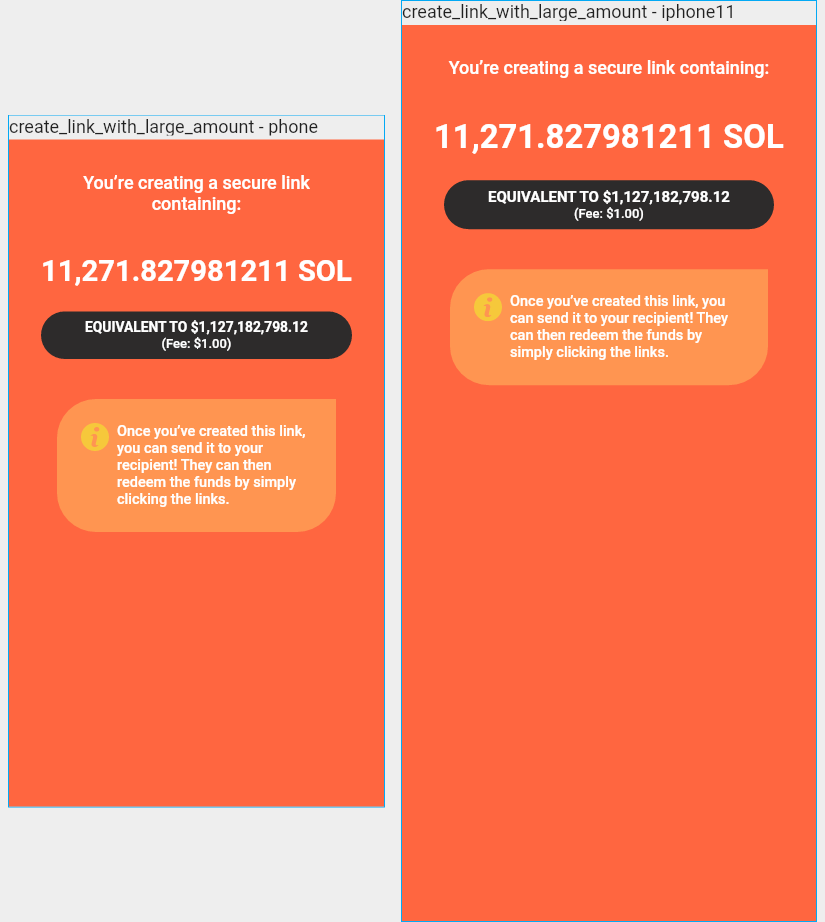 create_link_with_large_amount - phone
You’re creating a secure link
containing:
11,271.827981211 SOL
EQUIVALENT TO $1,127,182,798.12
(Fee: $1.00)
i
Once you’ve created this link,
you can send it to your
recipient! They can then
redeem the funds by simply
clicking the links.
create_link_with_large_amount - iphone11
You’re creating a secure link containing:
11,271.827981211 SOL
EQUIVALENT TO $1,127,182,798.12
(Fee: $1.00)
i
Once you’ve created this link, you
can send it to your recipient! They
can then redeem the funds by
simply clicking the links.